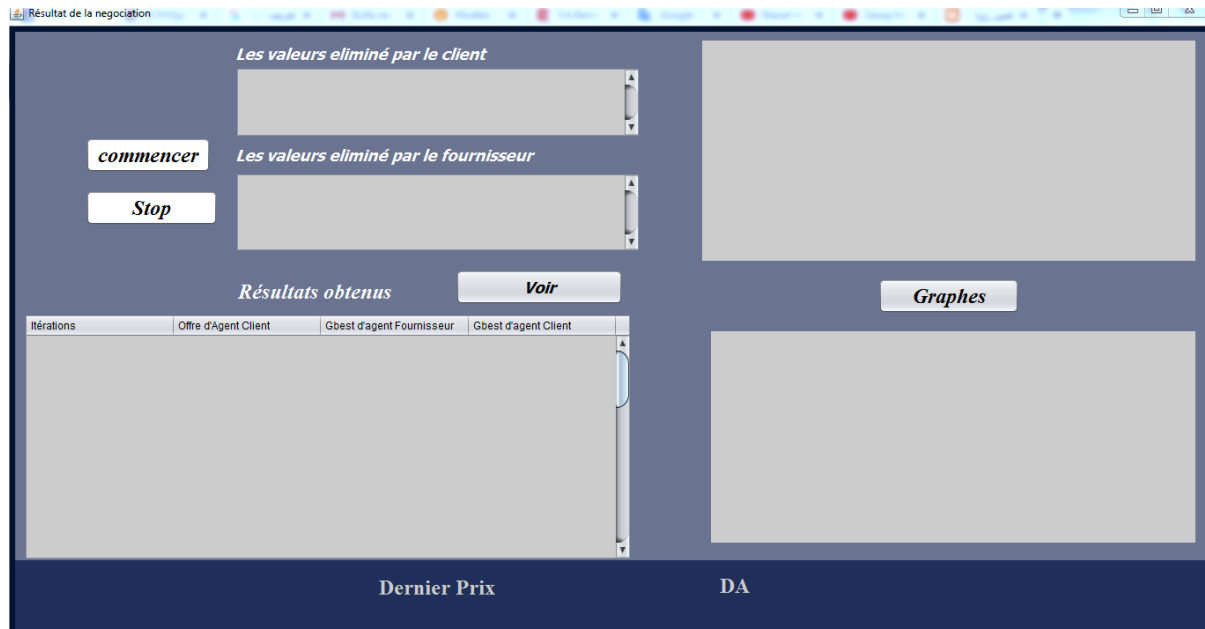 Résultat de la negociation
Les valeurs eliminé par le client
commencer
Les valeurs eliminé par le fournisseur
Stop
Résultats obtenus
Voir
Graphes
Itérations
Offre d'Agent Client
Gbest d'agent Fournisseur
Gbest d'agent Client
Dernier Prix
DA